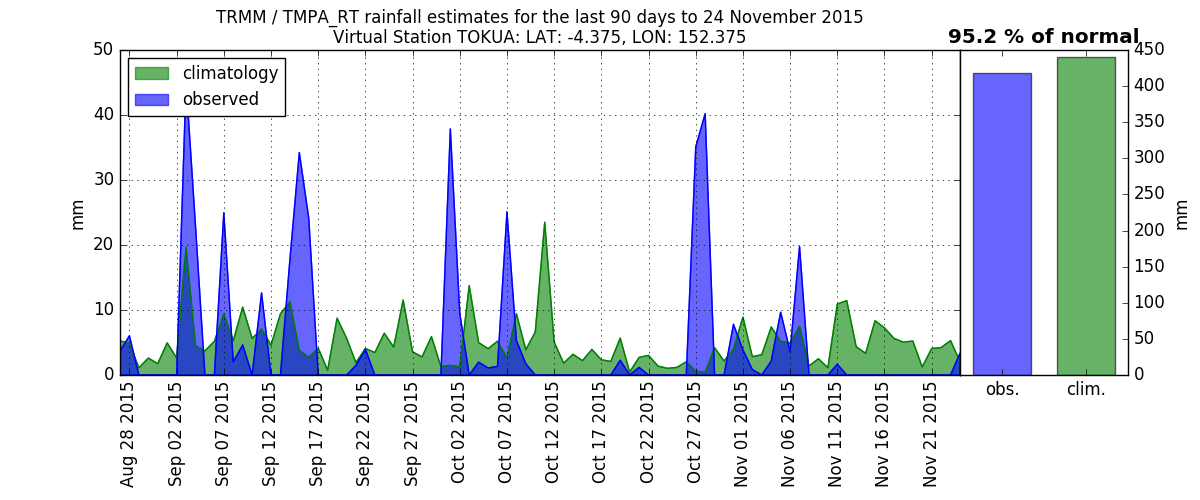 TRMM / TMPA_RT rainfall estimates for the last 90 days to 24 November 2015
Virtual Station TOKUA: LAT: -4.375, LON: 152.375
95.2 % of normal
climatology
observed
mm
50
40
30
20
10
0
Aug 28 2015
Sep 02 2015
Sep 07 2015
Sep 12 2015
Sep 17 2015
Sep 22 2015
Sep 27 2015
Oct 02 2015
Oct 07 2015
Oct 12 2015
Oct 17 2015
Oct 22 2015
Oct 27 2015
Nov 01 2015
Nov 06 2015
Nov 11 2015
Nov 16 2015
Nov 21 2015
450
400
350
300
250
200
150
100
50
0
mm
obs.
clim.